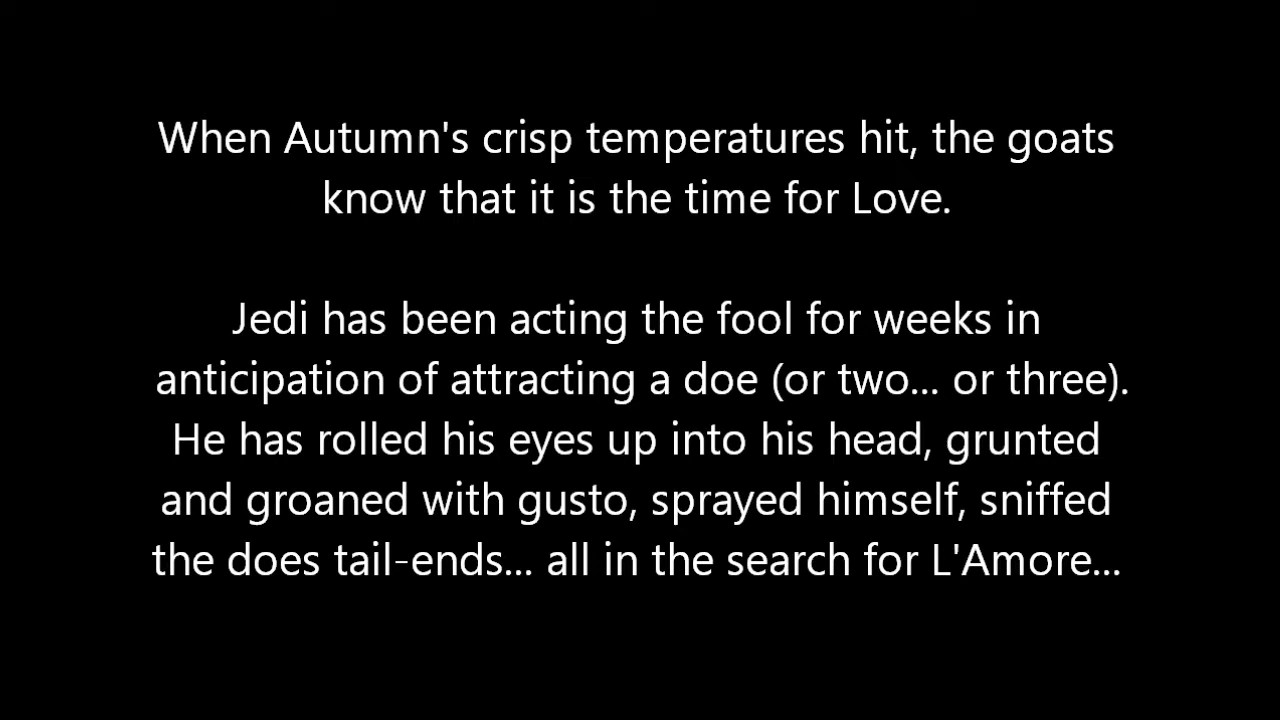 When Autumn's crisp temperatures hit, the goats
know that it is the time for Love.
Jedi has been acting the fool for weeks in
anticipation of attracting a doe (or two... or three).
He has rolled his eyes up into his head, grunted
and groaned with gusto, sprayed himself, sniffed
the does tail-ends... all in the search for L'Amore...